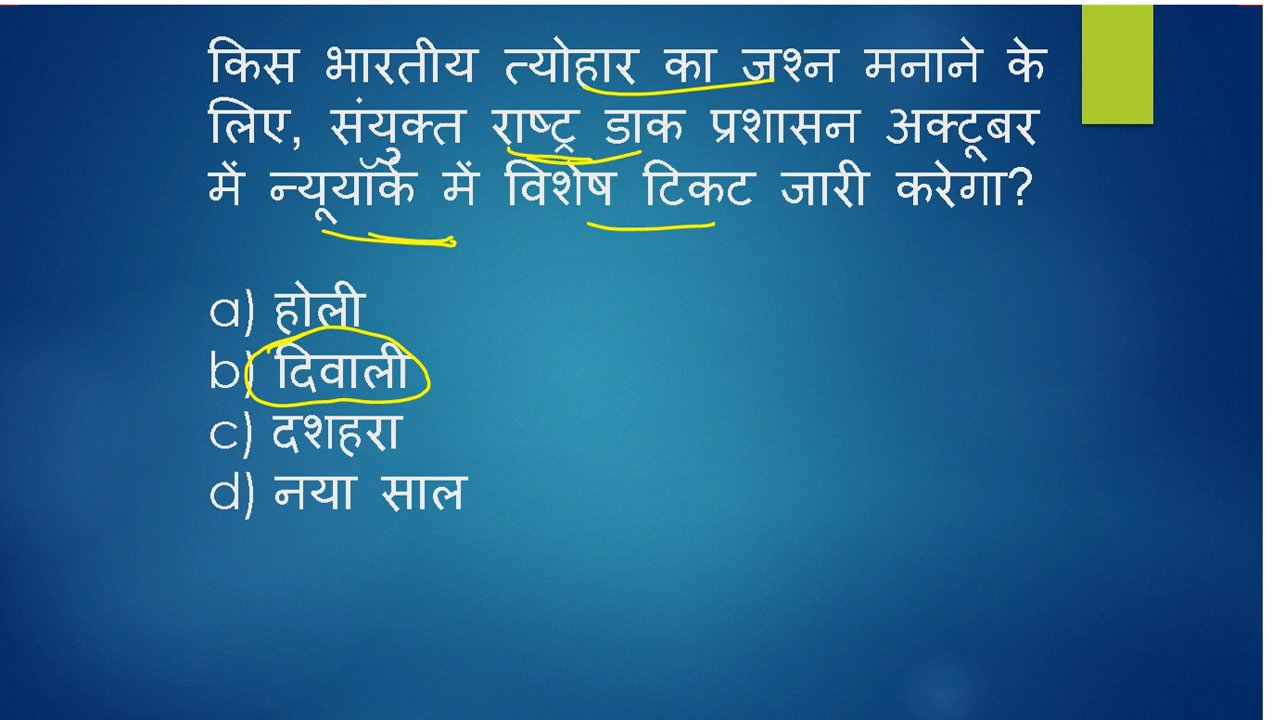 किस भारतीय त्योहार का जश्न मनाने के
लिए, संयुक्त राष्ट्र डाक प्रशासन अक्टूबर
में न्यूयॉर्क में विशेष टिकट जारी करेगा?
a) होली
b) दिवाली
c) दशहरा
d) नया साल